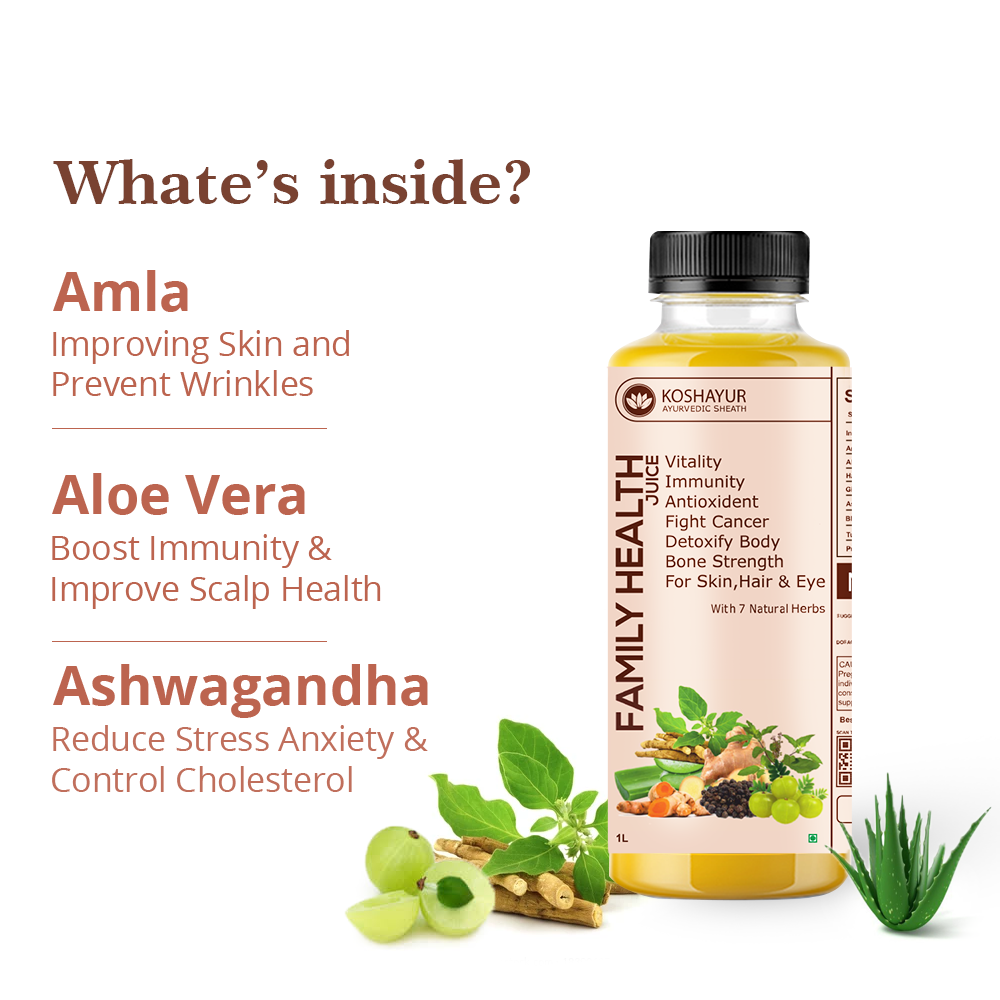 Whate's inside?
Amla
Improving Skin and
Prevent Wrinkles
Aloe Vera
Boost Immunity &
Improve Scalp Health
Ashwagandha
Reduce Stress Anxiety &
Control Cholesterol
KOSHAYUR
AYURVEDIC SHEATH
FAMILY HEALTH
JUICE
Vitality
Immunity
Antioxident
Fight Cancer
Detoxify Body
Bone Strength
For Skin,Hair & Eye
With 7 Natural Herbs
1L